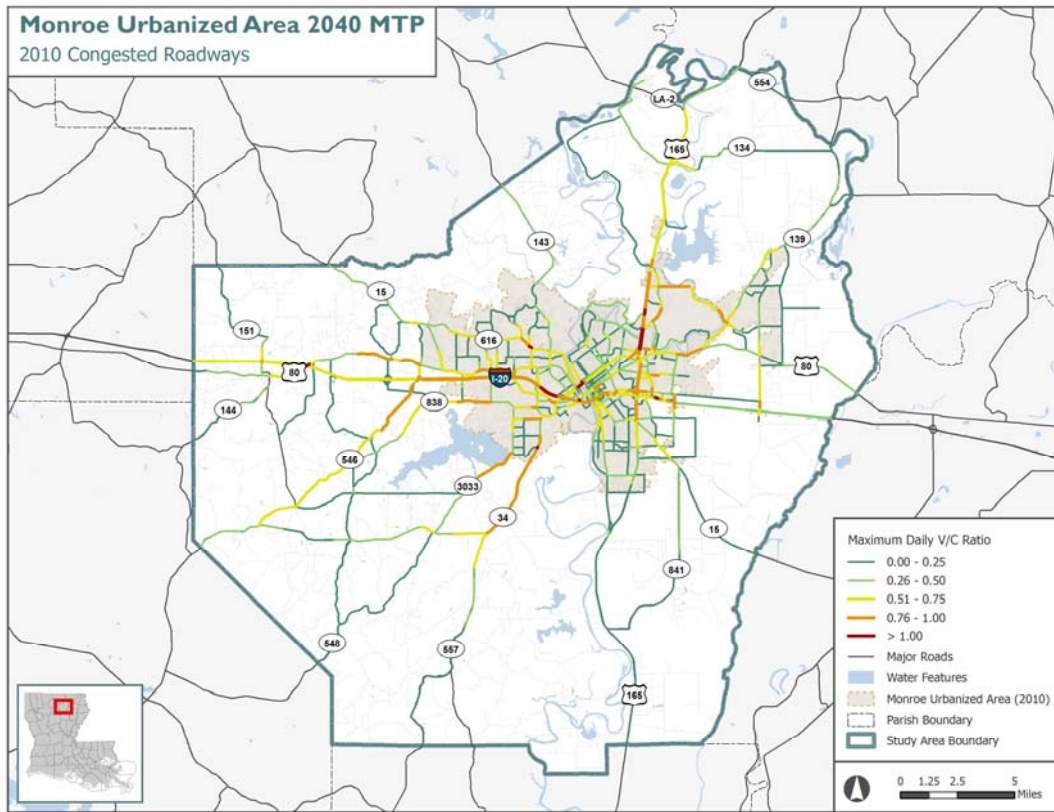 Monroe Urbanized Area 2040 MTP
2010 Congested Roadways
LA-2
554
165
134
139
143
15
151
616
80
I-20
80
144
838
546
3033
34
15
841
548
557
165
Maximum Daily V/C Ratio
0.00 - 0.25
0.26 - 0.50
0.51 - 0.75
0.76 - 1.00
> 1.00
Major Roads
Water Features
Monroe Urbanized Area (2010)
Parish Boundary
Study Area Boundary
0 1.25 2.5 5
Miles